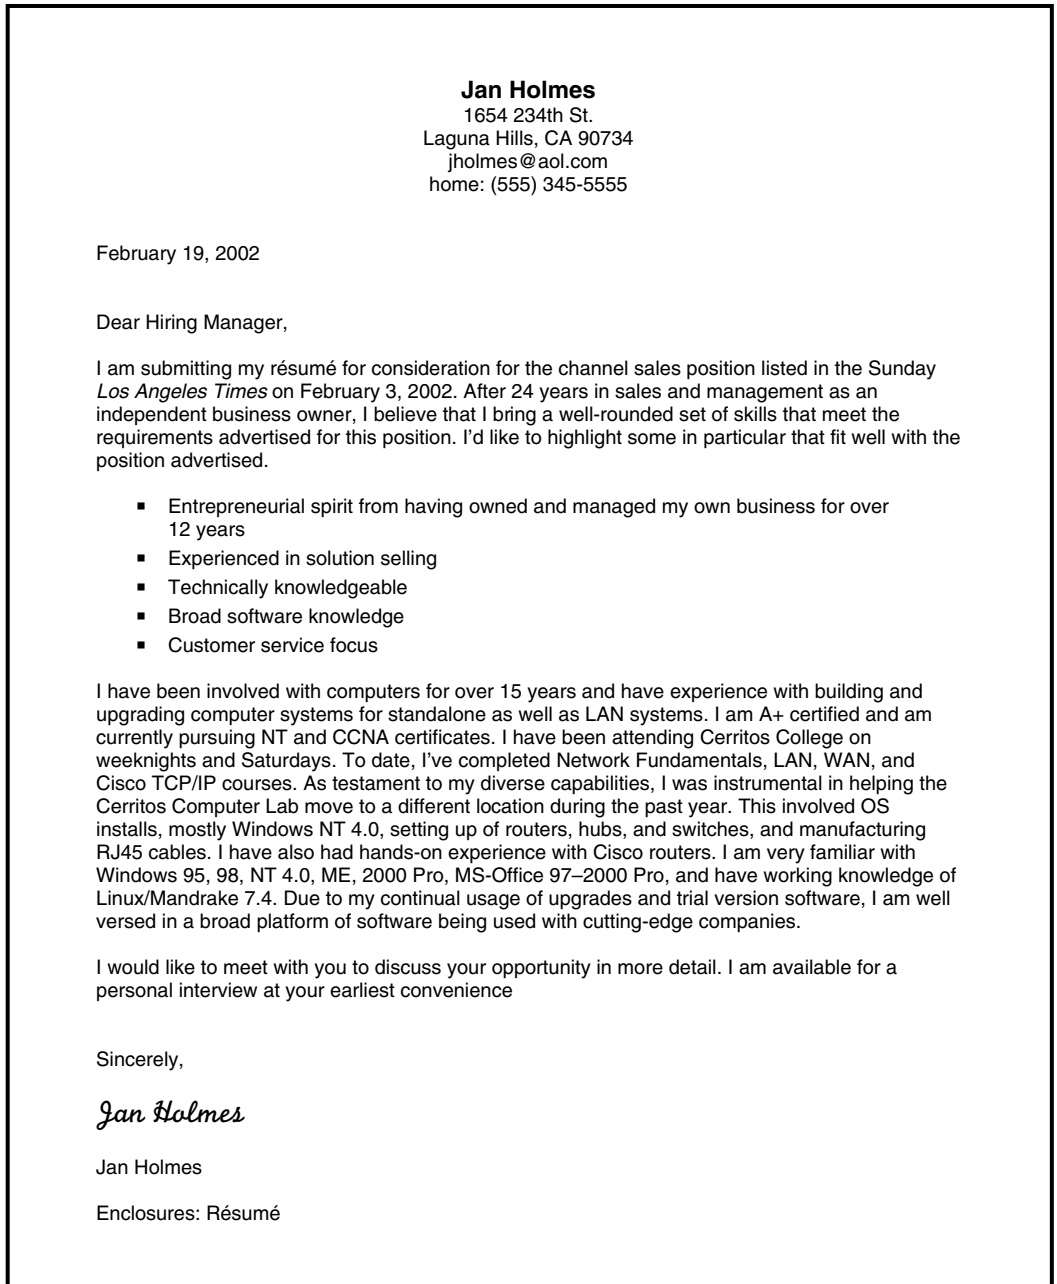 Jan Holmes
1654 234th St.
Laguna Hills, CA 90734
jholmes@aol.com
home: (555) 345-5555
February 19, 2002
Dear Hiring Manager,
I am submitting my résumé for consideration for the channel sales position listed in the Sunday
Los Angeles Times on February 3, 2002. After 24 years in sales and management as an
independent business owner, I believe that I bring a well-rounded set of skills that meet the
requirements advertised for this position. I’d like to highlight some in particular that fit well with the
position advertised.
▪ Entrepreneurial spirit from having owned and managed my own business for over
12 years
▪ Experienced in solution selling
▪ Technically knowledgeable
▪ Broad software knowledge
▪ Customer service focus
I have been involved with computers for over 15 years and have experience with building and
upgrading computer systems for standalone as well as LAN systems. I am A+ certified and am
currently pursuing NT and CCNA certificates. I have been attending Cerritos College on
weeknights and Saturdays. To date, I’ve completed Network Fundamentals, LAN, WAN, and
Cisco TCP/IP courses. As testament to my diverse capabilities, I was instrumental in helping the
Cerritos Computer Lab move to a different location during the past year. This involved OS
installs, mostly Windows NT 4.0, setting up of routers, hubs, and switches, and manufacturing
RJ45 cables. I have also had hands-on experience with Cisco routers. I am very familiar with
Windows 95, 98, NT 4.0, ME, 2000 Pro, MS-Office 97–2000 Pro, and have working knowledge of
Linux/Mandrake 7.4. Due to my continual usage of upgrades and trial version software, I am well
versed in a broad platform of software being used with cutting-edge companies.
I would like to meet with you to discuss your opportunity in more detail. I am available for a
personal interview at your earliest convenience
Sincerely,
Jan Holmes
Jan Holmes
Enclosures: Résumé